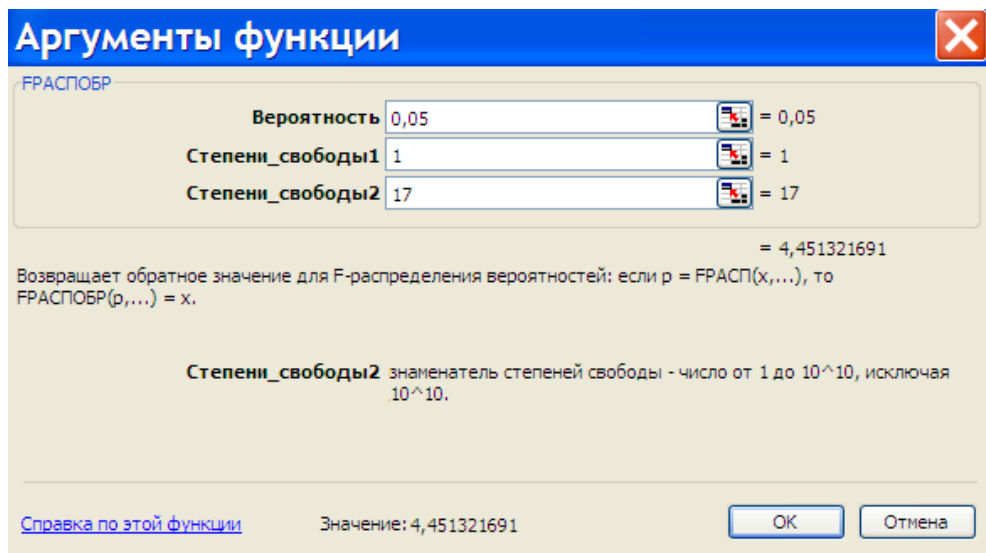 Аргументы функции
FРАСПОБР
Вероятность 0,05 = 0,05
Степени_свободы1 1 = 1
Степени_свободы2 17 = 17
= 4,451321691
Возвращает обратное значение для F-распределения вероятностей: если p = FРАСП(x,...), то
FРАСПОБР(p,...) = x.
Степени_свободы2 знаменатель степеней свободы - число от 1 до 10^10, исключая
10^10.
Справка по этой функции Значение: 4,451321691 OK Отмена